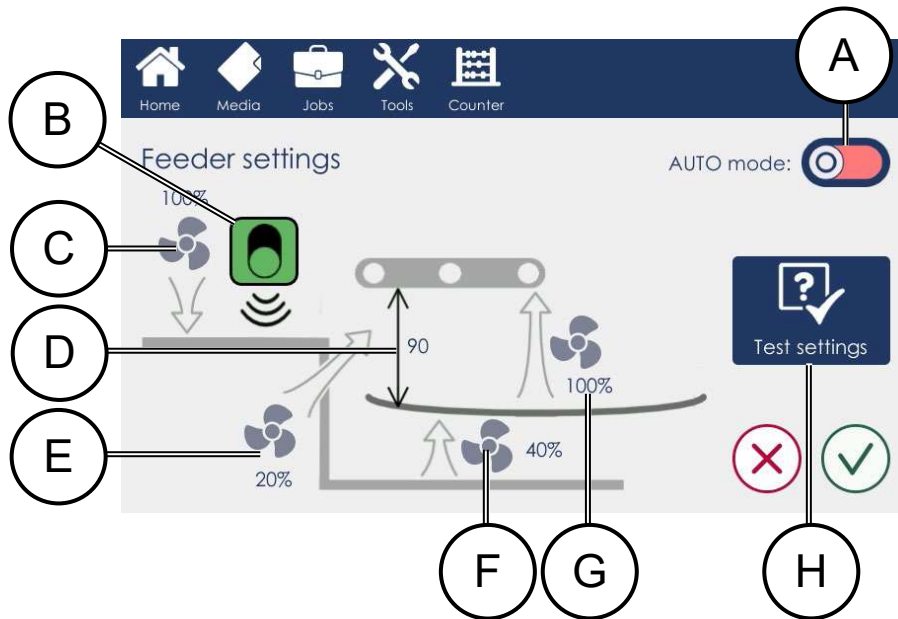 A
Home Media Jobs Tools Counter
B
Feeder settings
AUTO mode:
100%
C
D
90
Test settings
100%
E
20%
40%
F
G
H